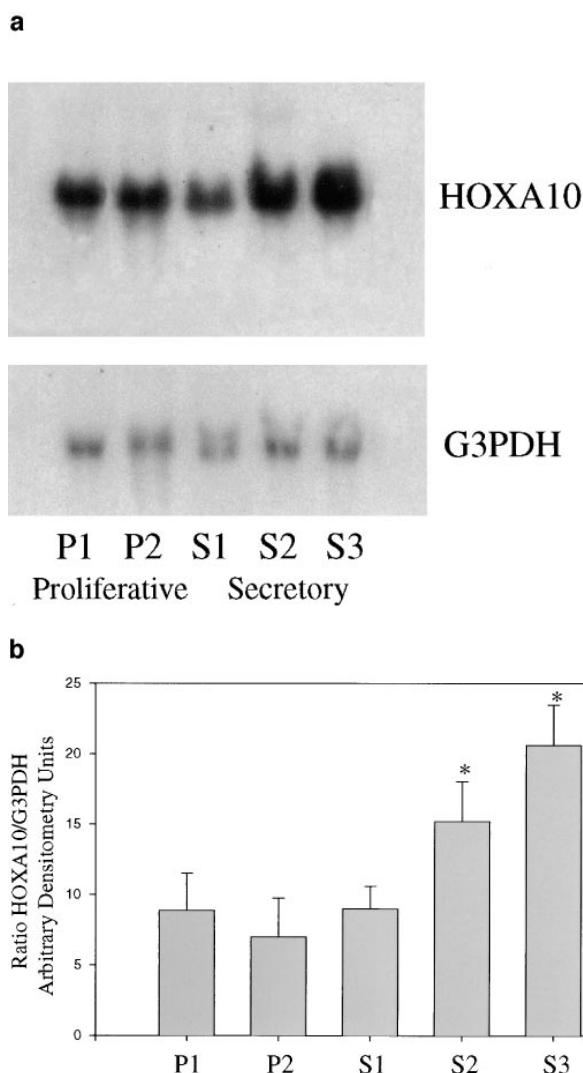 a
HOXA10
G3PDH
P1 P2 S1 S2 S3
Proliferative Secretory
b
Ratio HOXA10/G3PDH
Arbitrary Densitometry Units
25
20
15
10
5
0
*
*
P1 P2 S1 S2 S3